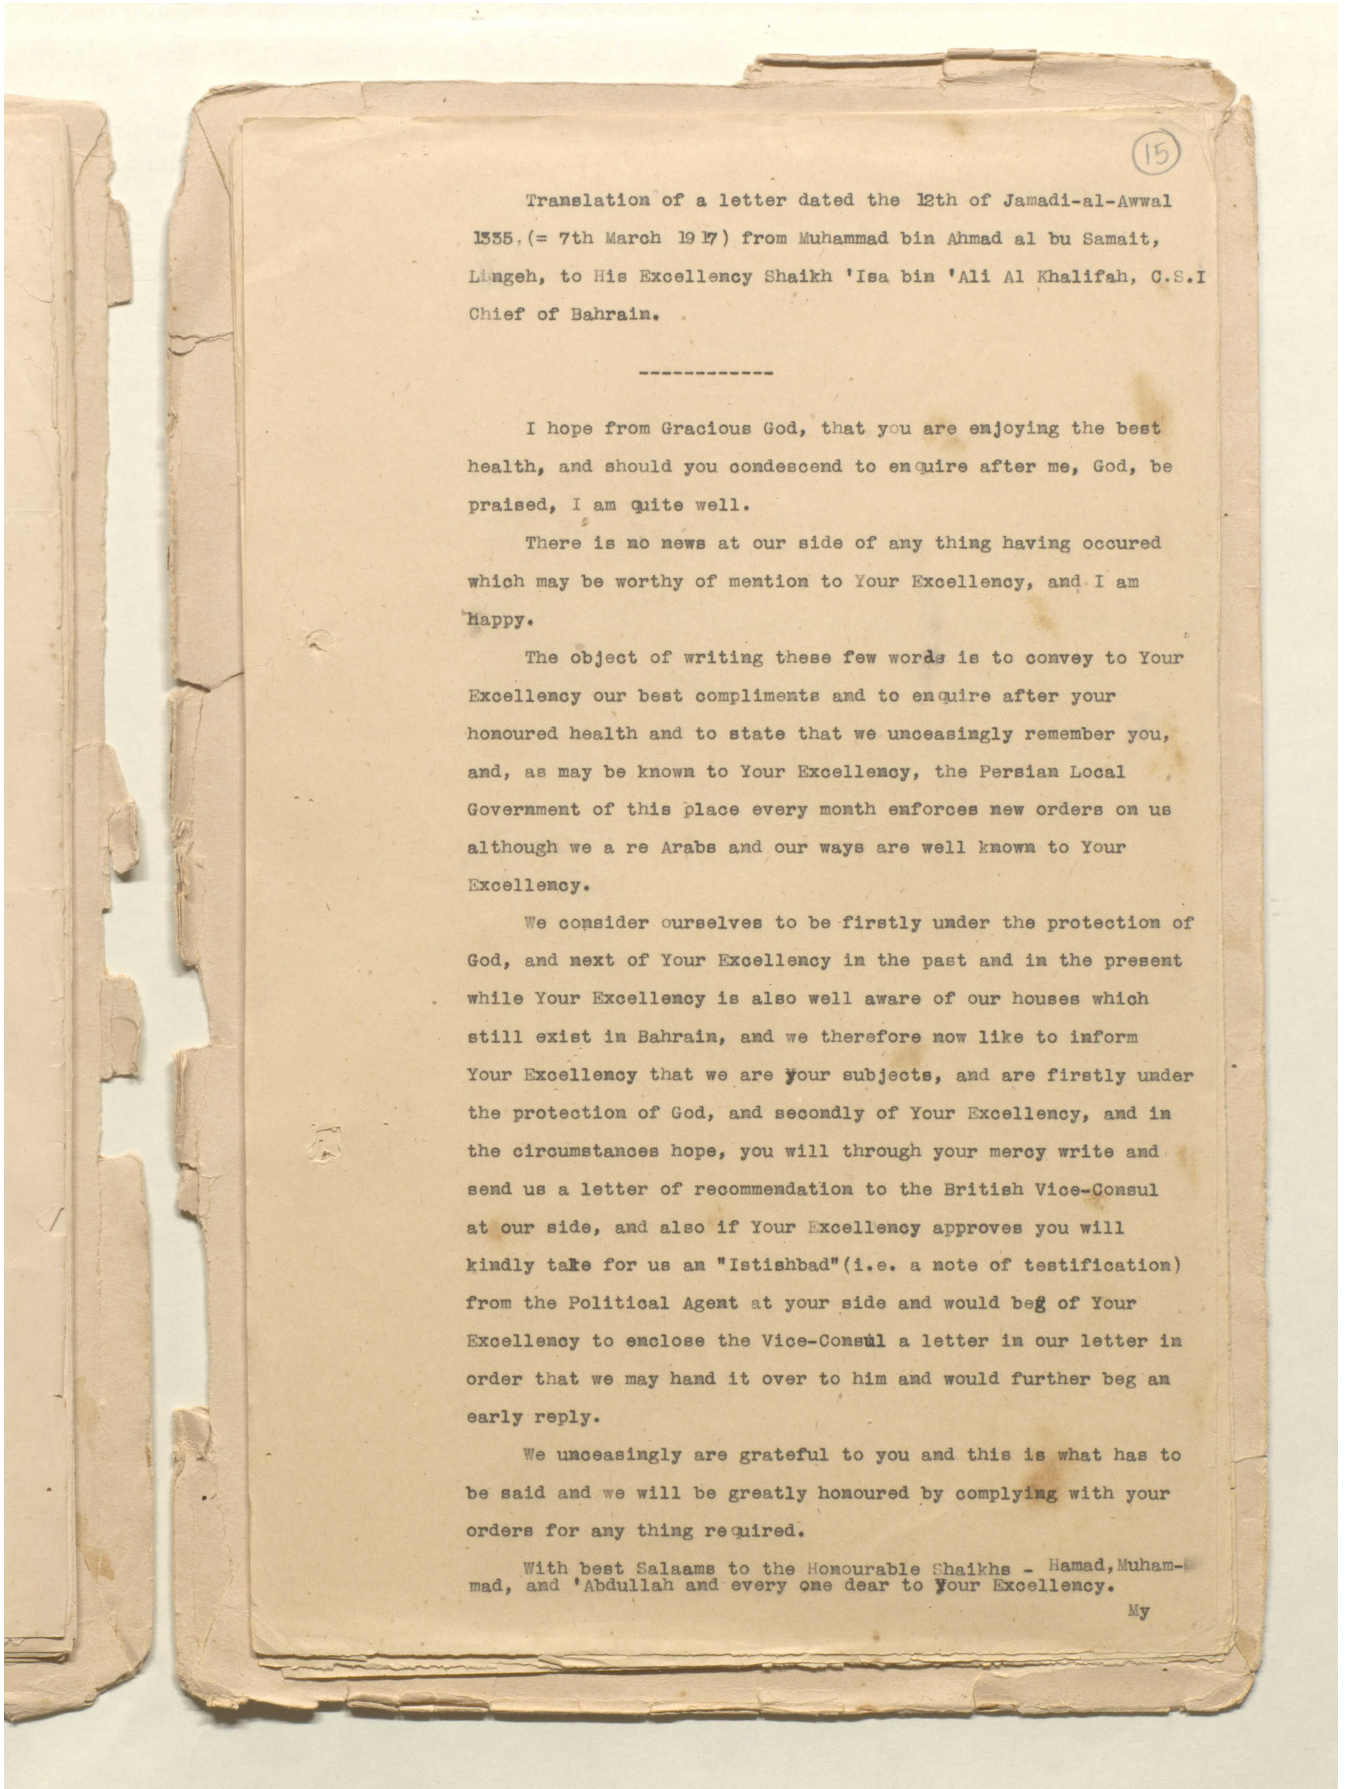 15
Translation of a letter dated the 12th of Jamadi-al-Awwal
1335.(= 7th March 1917) from Muhammad bin Ahmad al bu Samait,
Lingeh, to His Excellency Shaikh 'Isa bin 'Ali Al Khalifah, C.S.I
Chief of Bahrain.
------------
I hope from Gracious God, that you are enjoying the best
health, and should you condescend to enquire after me, God, be
praised, I am quite well.
There is no news at our side of any thing having occured
which may be worthy of mention to Your Excellency, and I am
Happy.
The object of writing these few words is to convey to Your
Excellency our best compliments and to enquire after your
honoured health and to state that we unceasingly remember you,
and, as may be known to Your Excellency, the Persian Local
Government of this place every month enforces new orders on us
although we a re Arabs and our ways are well known to Your
Excellency.
We consider ourselves to be firstly under the protection of
God, and next of Your Excellency in the past and in the present
while Your Excellency is also well aware of our houses which
still exist in Bahrain, and we therefore now like to inform
Your Excellency that we are your subjects, and are firstly under
the protection of God, and secondly of Your Excellency, and in
the circumstances hope, you will through your mercy write and
send us a letter of recommendation to the British Vice-Consul
at our side, and also if Your Excellency approves you will
kindly take for us an "Istishbad"(i.e. a note of testification)
from the Political Agent at your side and would beg of Your
Excellency to enclose the Vice-Consul a letter in our letter in
order that we may hand it over to him and would further beg an
early reply.
We unceasingly are grateful to you and this is what has to
be said and we will be greatly honoured by complying with your
orders for any thing required.
With best Salaams to the Honourable Shaikhs - Hamad,Muham-
mad, and 'Abdullah and every one dear to Your Excellency.
My